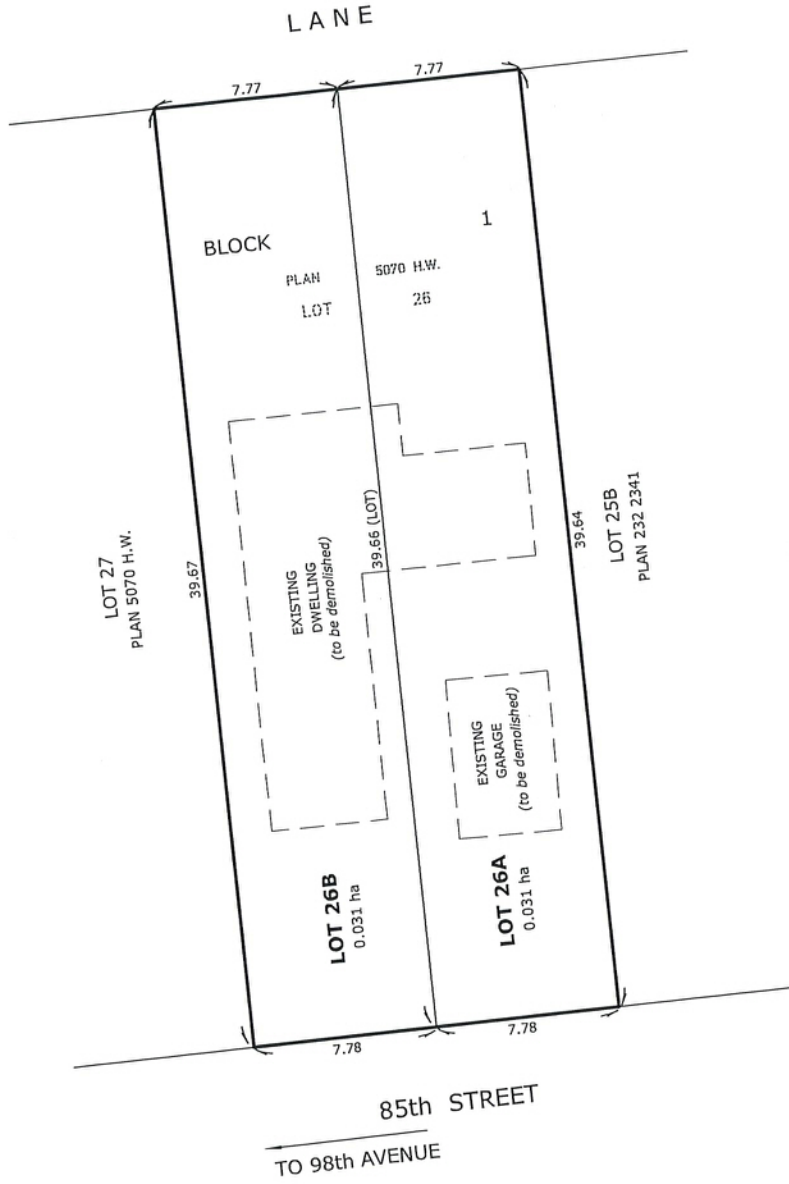 LANE
7.77
7.77
BLOCK
1
PLAN 5070 H.W.
LOT 26
LOT 27
PLAN 5070 H.W.
39.67
EXISTING
DWELLING
(to be demolished)
39.66 (LOT)
39.64
LOT 25B
PLAN 232 2341
EXISTING
GARAGE
(to be demolished)
LOT 26B
0.031 ha
LOT 26A
0.031 ha
7.78
7.78
85th STREET
TO 98th AVENUE